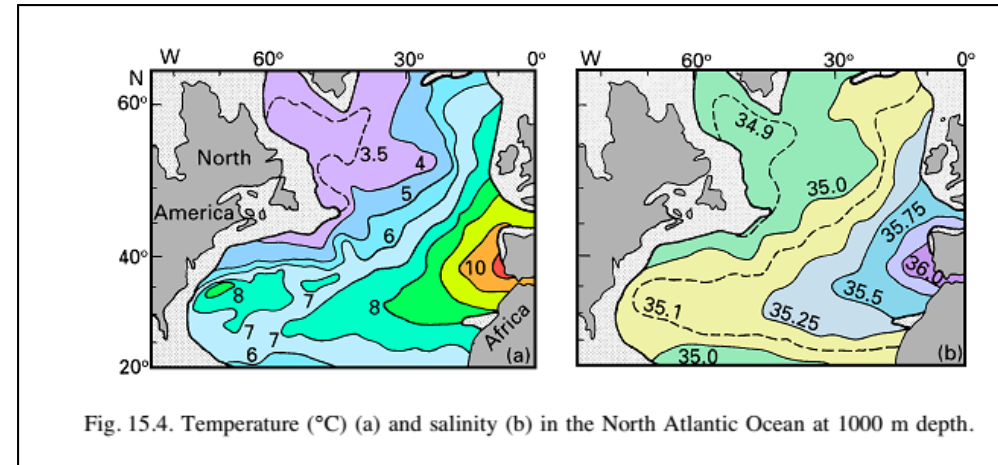 W 60° 30° 0°
N
60°
3.5
North
4
5
America
6
40°
10
8
7
8
7
7
6
Africa
20°
(a)
W 60° 30° 0°
34.9
35.0
35.75
36.0
35.5
35.1
35.25
35.0
(b)
Fig. 15.4. Temperature (°C) (a) and salinity (b) in the North Atlantic Ocean at 1000 m depth.